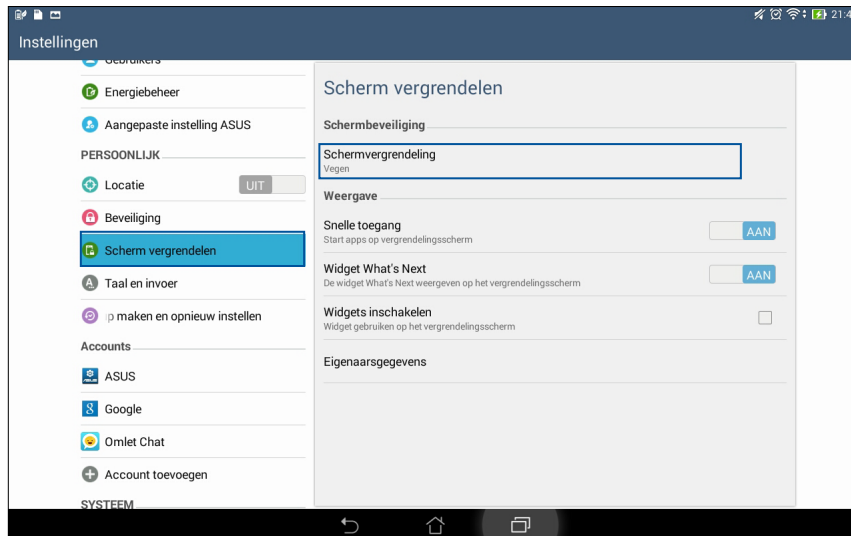 21:4
Instellingen
Gebruikers
Energiebeheer
Aangepaste instelling ASUS
PERSOONLIJK
Locatie UIT
Beveiliging
Scherm vergrendelen
Taal en invoer
p maken en opnieuw instellen
Accounts
ASUS
Google
Omlet Chat
Account toevoegen
SYSTEEM
Scherm vergrendelen
Schermbeveiliging
Schermvergrendeling
Vegen
Weergave
Snelle toegang
Start apps op vergrendelingsscherm
AAN
Widget What's Next
De widget What's Next weergeven op het vergrendelingsscherm
AAN
Widgets inschakelen
Widget gebruiken op het vergrendelingsscherm
Eigenaarsgegevens